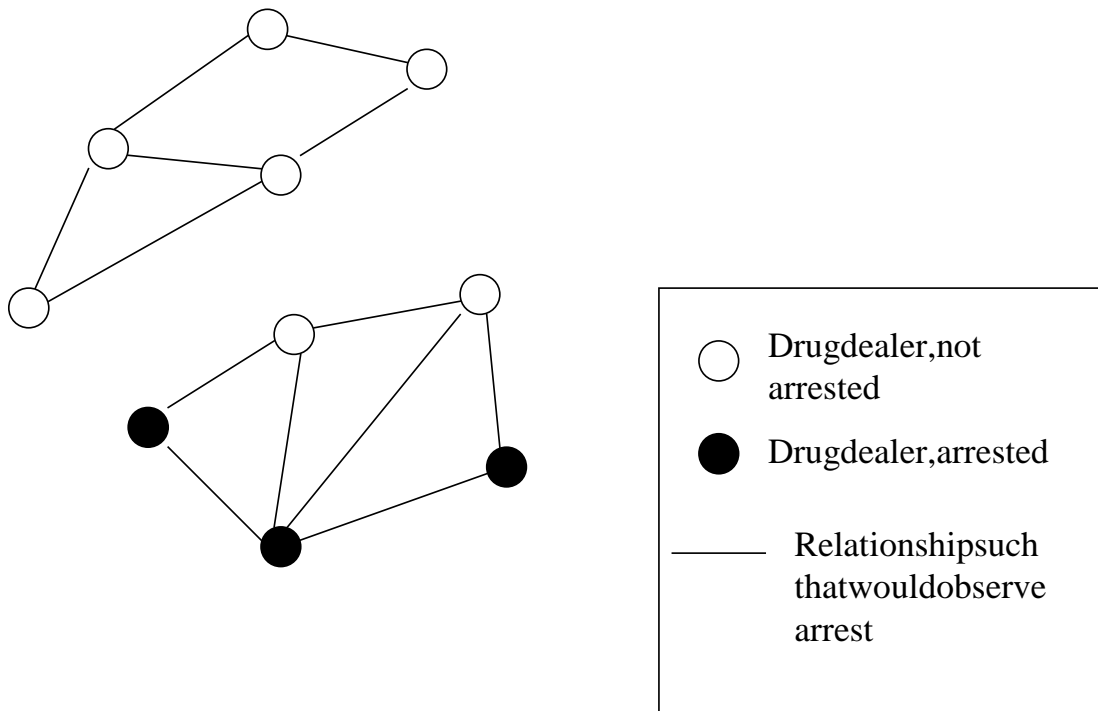 Drugdealer,not
arrested
Drugdealer,arrested
Relationshipsuch
thatwouldobserve
arrest